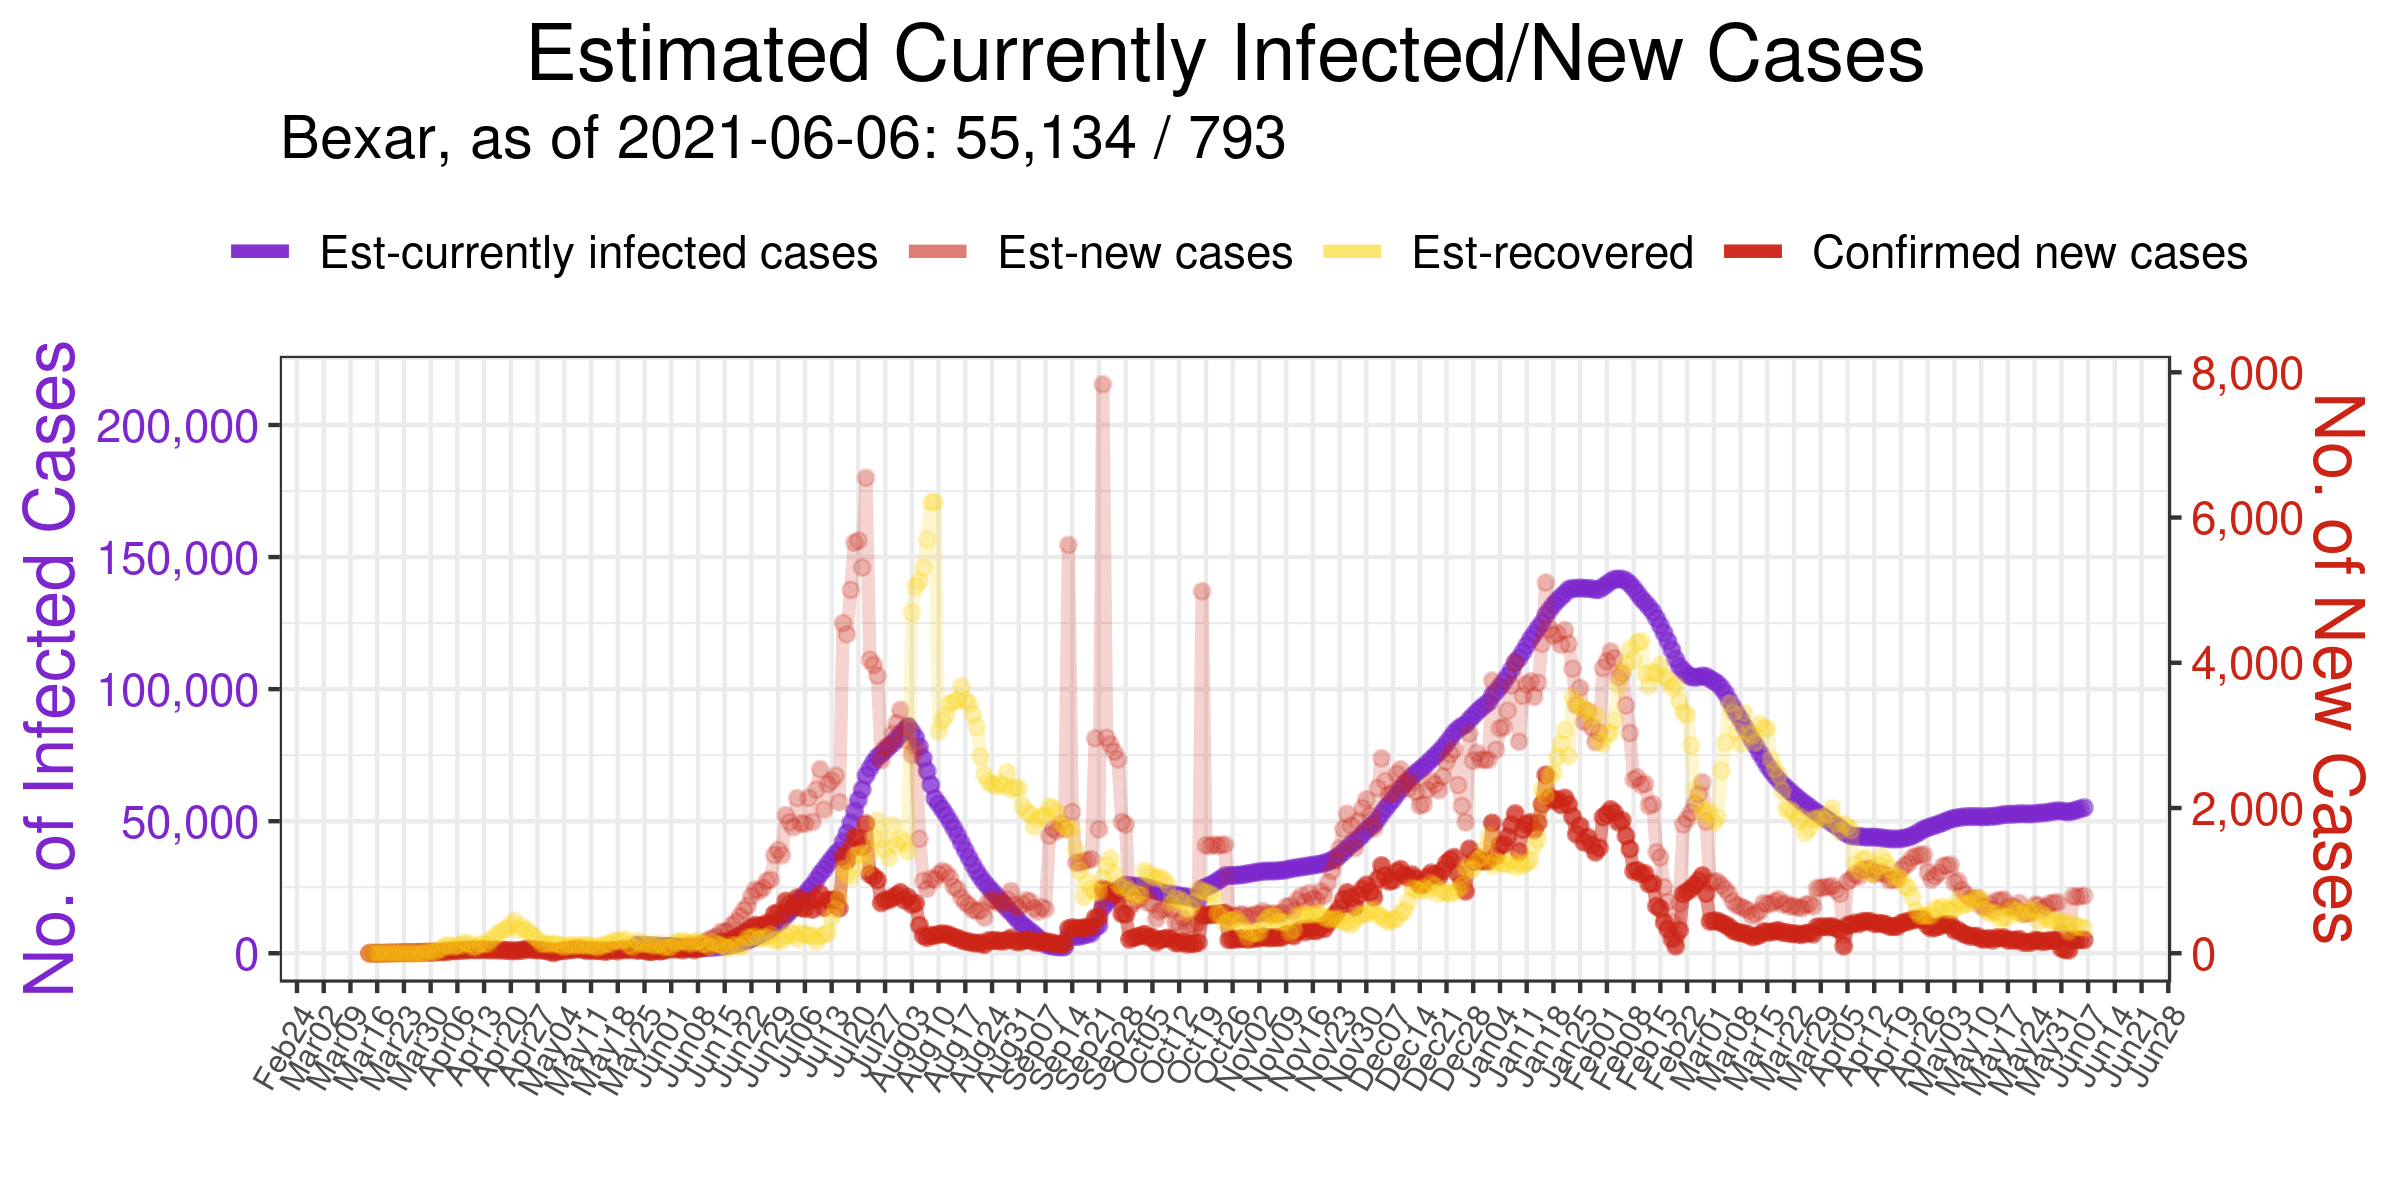 Estimated Currently Infected/New Cases
Bexar, as of 2021-06-06: 55,134 / 793
Est-currently infected cases Est-new cases Est-recovered Confirmed new cases
No. of Infected Cases
200,000
150,000
100,000
50,000
0
8,000
6,000
4,000
2,000
0
No. of New Cases
Feb24 Mar02 Mar09 Mar16 Mar23 Mar30 Apr06 Apr13 Apr20 Apr27 May04 May11 May18 May25 Jun01 Jun08 Jun15 Jun22 Jun29 Jul06 Jul13 Jul20 Jul27 Aug03 Aug10 Aug17 Aug24 Aug31 Sep07 Sep14 Sep21 Sep28 Oct05 Oct12 Oct19 Oct26 Nov02 Nov09 Nov16 Nov23 Nov30 Dec07 Dec14 Dec21 Dec28 Jan04 Jan11 Jan18 Jan25 Feb01 Feb08 Feb15 Feb22 Mar01 Mar08 Mar15 Mar22 Mar29 Apr05 Apr12 Apr19 Apr26 May03 May10 May17 May24 May31 Jun07 Jun14 Jun21 Jun28